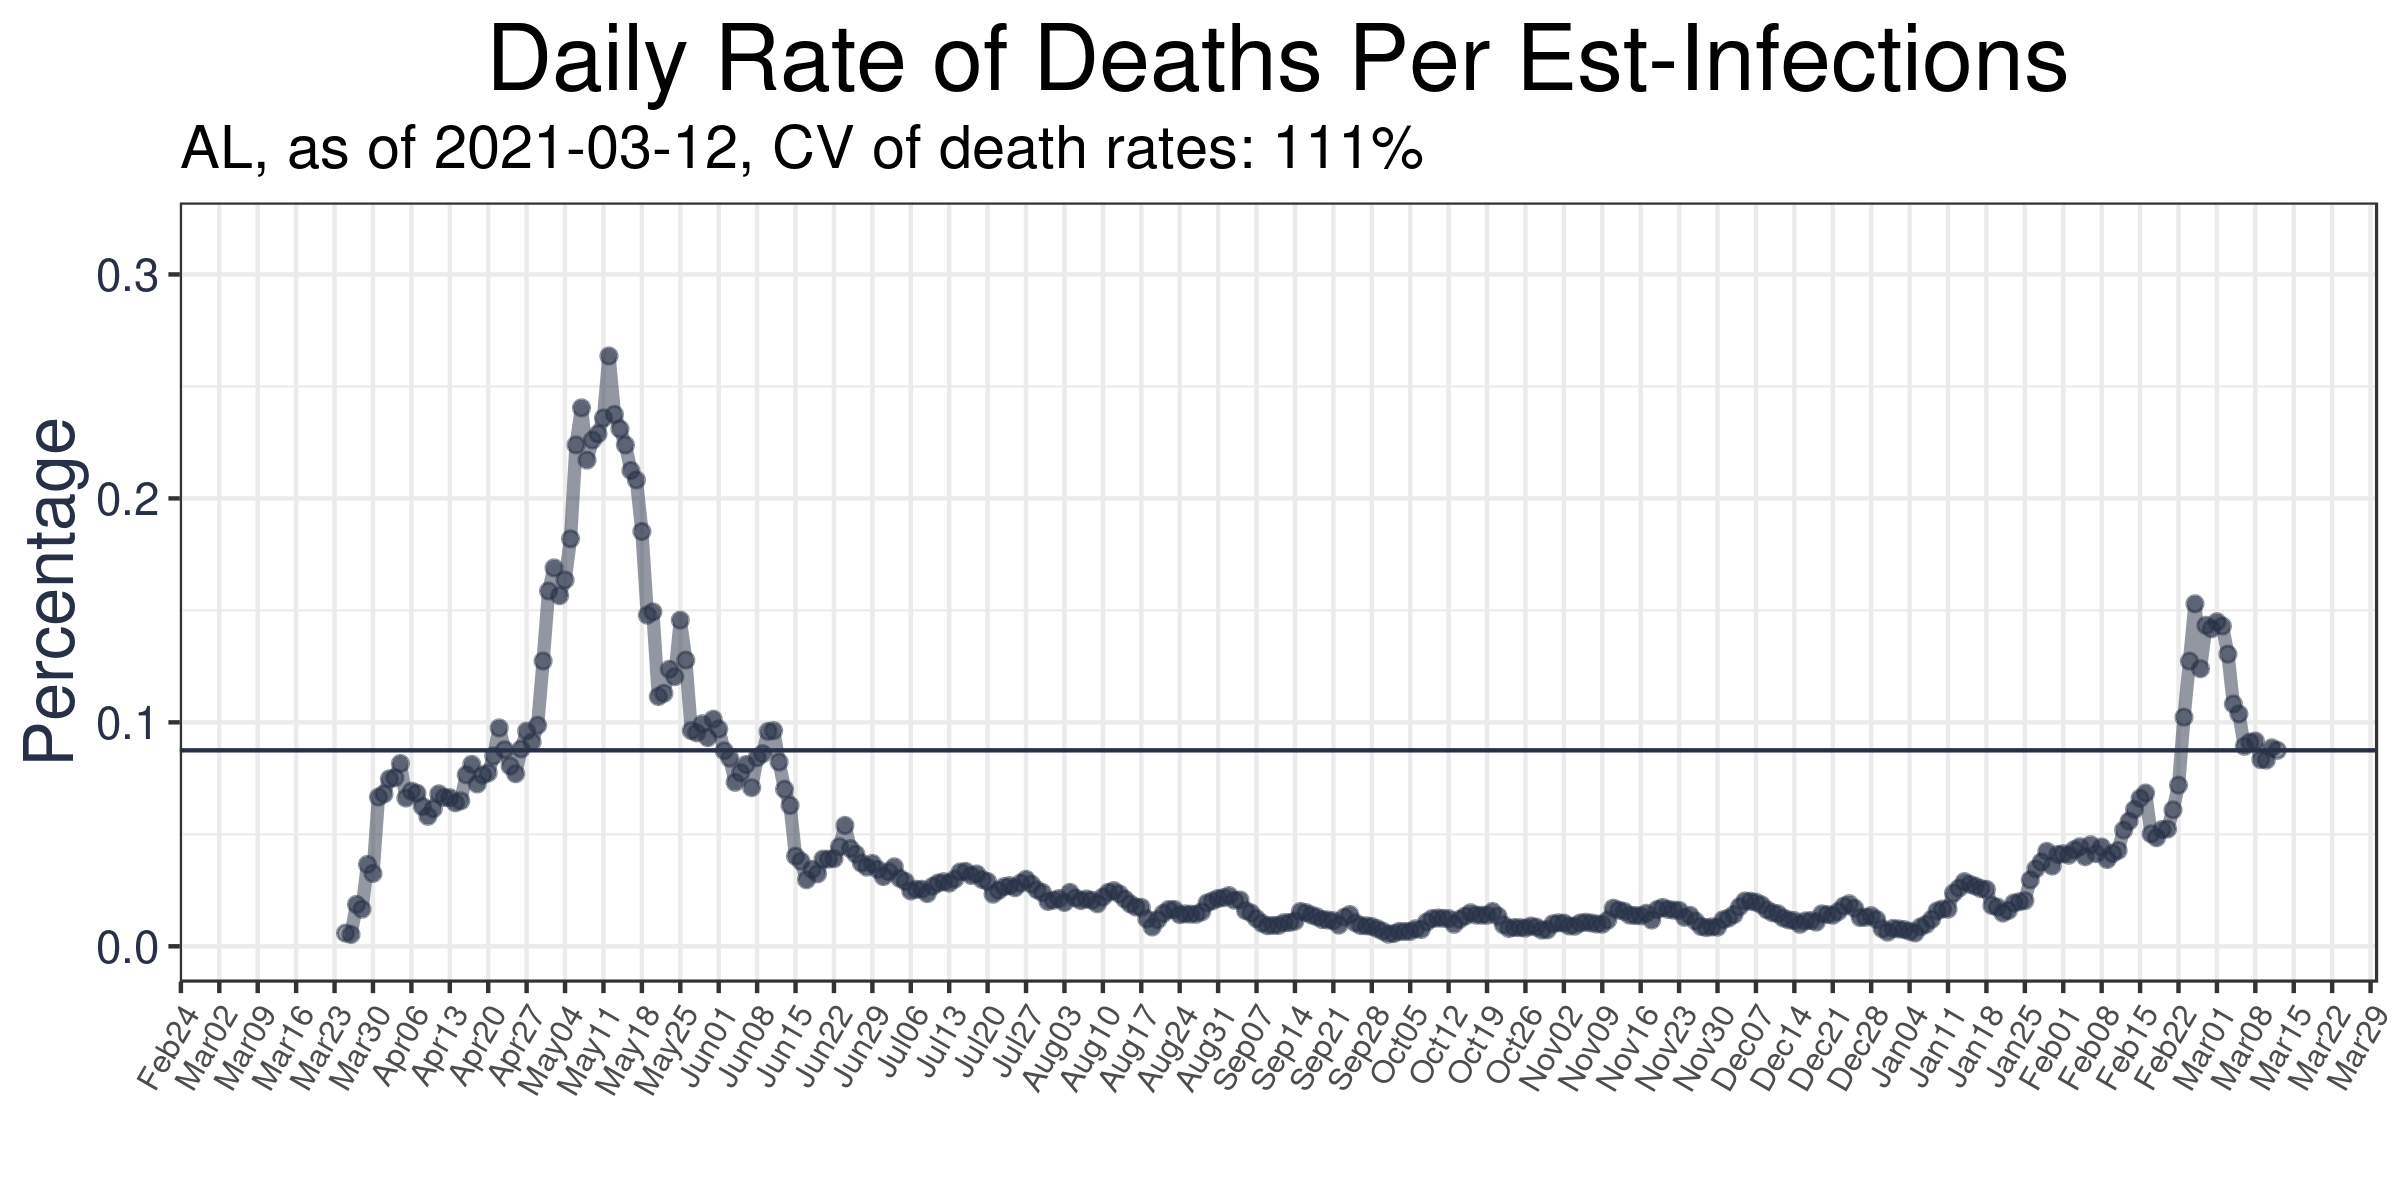 Daily Rate of Deaths Per Est-Infections
AL, as of 2021-03-12, CV of death rates: 111%
Percentage
0.3
0.2
0.1
0.0
Feb24
Mar02
Mar09
Mar16
Mar23
Mar30
Apr06
Apr13
Apr20
Apr27
May04
May11
May18
May25
Jun01
Jun08
Jun15
Jun22
Jun29
Jul06
Jul13
Jul20
Jul27
Aug03
Aug10
Aug17
Aug24
Aug31
Sep07
Sep14
Sep21
Sep28
Oct05
Oct12
Oct19
Oct26
Nov02
Nov09
Nov16
Nov23
Nov30
Dec07
Dec14
Dec21
Dec28
Jan04
Jan11
Jan18
Jan25
Feb01
Feb08
Feb15
Feb22
Mar01
Mar08
Mar15
Mar22
Mar29